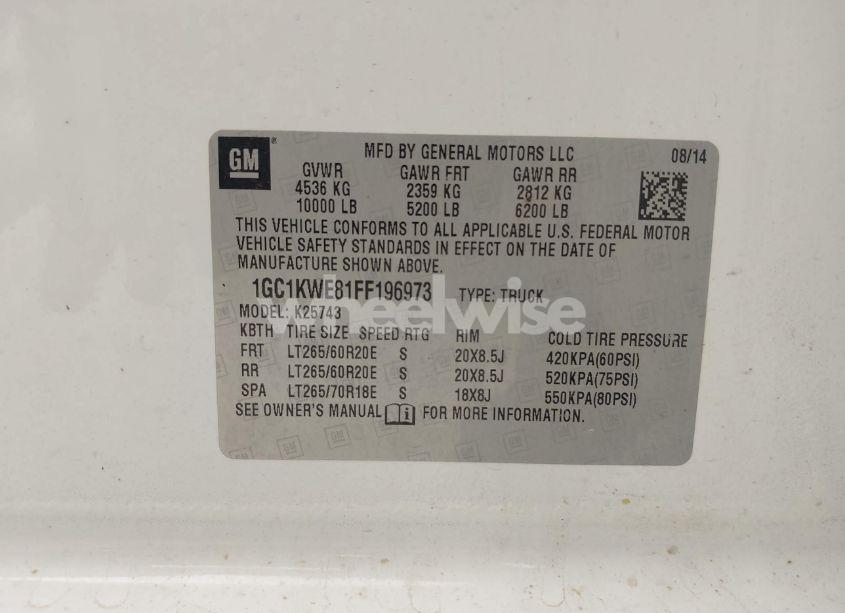 GM ®
MFD BY GENERAL MOTORS LLC 08/14
GVWR GAWR FRT GAWR RR
4536 KG 2359 KG 2812 KG
10000 LB 5200 LB 6200 LB
THIS VEHICLE CONFORMS TO ALL APPLICABLE U.S. FEDERAL MOTOR
VEHICLE SAFETY STANDARDS IN EFFECT ON THE DATE OF
MANUFACTURE SHOWN ABOVE.
1GC1KWE81FF196973 TYPE: TRUCK
wheelwise
MODEL: K25743
KBTH TIRE SIZE SPEED RTG RIM COLD TIRE PRESSURE
FRT LT265/60R20E S 20X8.5J 420KPA(60PSI)
RR LT265/60R20E S 20X8.5J 520KPA(75PSI)
SPA LT265/70R18E S 18X8J 550KPA(80PSI)
SEE OWNER'S MANUAL i FOR MORE INFORMATION.